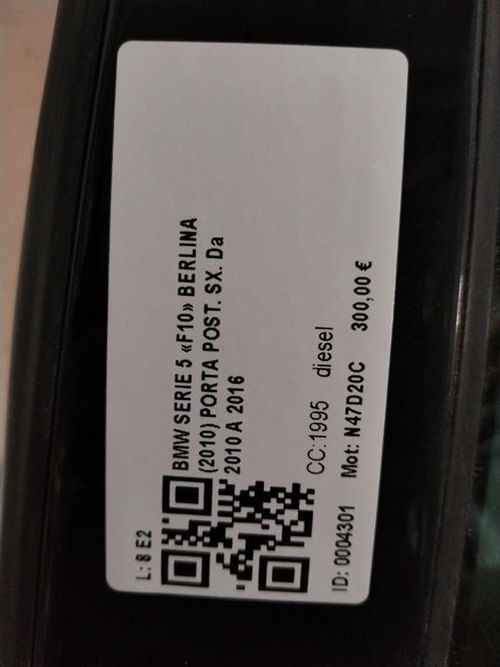 L: 8 E2
BMW SERIE 5 «F10» BERLINA
(2010) PORTA POST. SX. Da
2010 A 2016
CC:1995 diesel
ID: 0004301 Mot: N47D20C 300,00 €